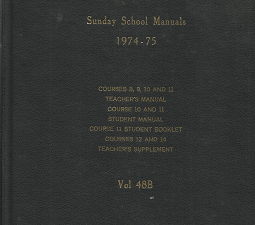 Sunday School Manuals
1974-75
COURSES 8, 9, 10 AND 11
TEACHER'S MANUAL
COURSE 10 AND 11
STUDENT MANUAL
COURSE 11 STUDENT BOOKLET
COURSES 12 AND 13
TEACHER'S SUPPLEMENT
Vol 48B